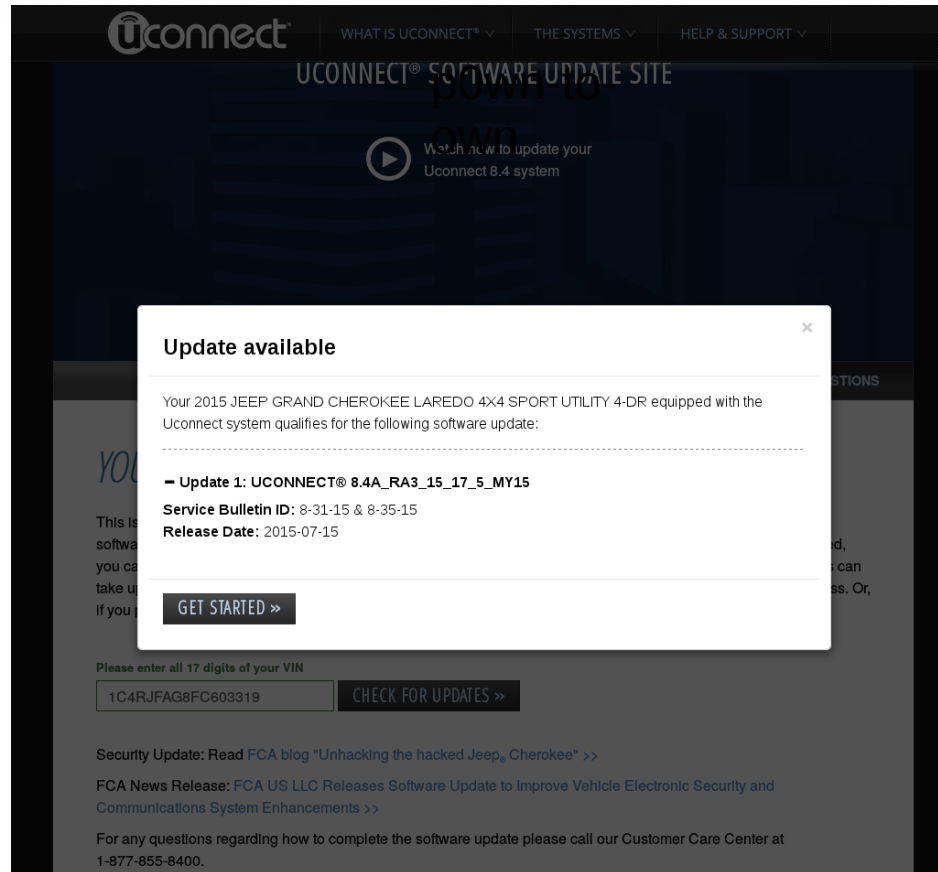 Uconnect®
WHAT IS UCONNECT® THE SYSTEMS HELP & SUPPORT
UCONNECT® SOFTWARE UPDATE SITE
pown-to-
own
Watch how to update your
Uconnect 8.4 system
×
Update available
STIONS
Your 2015 JEEP GRAND CHEROKEE LAREDO 4X4 SPORT UTILITY 4-DR equipped with the
Uconnect system qualifies for the following software update:
– Update 1: UCONNECT® 8.4A_RA3_15_17_5_MY15
YOU
Service Bulletin ID: 8-31-15 & 8-35-15
This is
Release Date: 2015-07-15
softwa ed,
you ca s can
take u ss. Or,
if you p
GET STARTED »
Please enter all 17 digits of your VIN
1C4RJFAG8FC603319 CHECK FOR UPDATES »
Security Update: Read FCA blog "Unhacking the hacked Jeep® Cherokee" >>
FCA News Release: FCA US LLC Releases Software Update to Improve Vehicle Electronic Security and
Communications System Enhancements >>
For any questions regarding how to complete the software update please call our Customer Care Center at
1-877-855-8400.